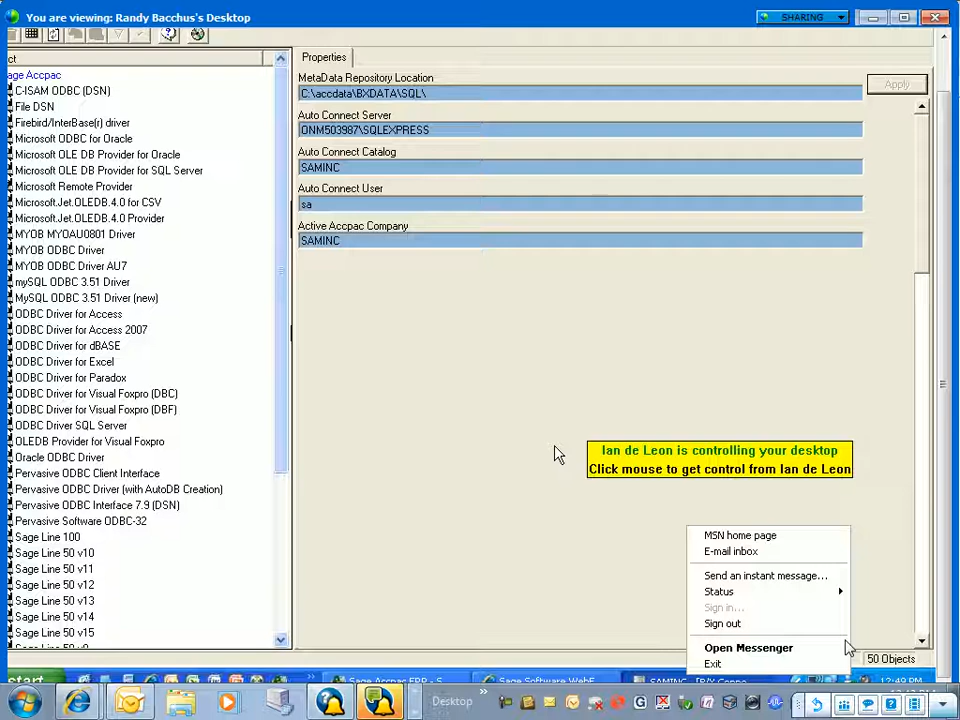 You are viewing: Randy Bacchus's Desktop
SHARING
ct
age Accpac
C-ISAM ODBC (DSN)
File DSN
Firebird/InterBase(r) driver
Microsoft ODBC for Oracle
Microsoft OLE DB Provider for Oracle
Microsoft OLE DB Provider for SQL Server
Microsoft Remote Provider
Microsoft.Jet.OLEDB.4.0 for CSV
Microsoft.Jet.OLEDB.4.0 Provider
MYOB MYOAU0801 Driver
MYOB ODBC Driver
MYOB ODBC Driver AU7
mySQL ODBC 3.51 Driver
MySQL ODBC 3.51 Driver (new)
ODBC Driver for Access
ODBC Driver for Access 2007
ODBC Driver for dBASE
ODBC Driver for Excel
ODBC Driver for Paradox
ODBC Driver for Visual Foxpro (DBC)
ODBC Driver for Visual Foxpro (DBF)
ODBC Driver SQL Server
OLEDB Provider for Visual Foxpro
Oracle ODBC Driver
Pervasive ODBC Client Interface
Pervasive ODBC Driver (with AutoDB Creation)
Pervasive ODBC Interface 7.9 (DSN)
Pervasive Software ODBC-32
Sage Line 100
Sage Line 50 v10
Sage Line 50 v11
Sage Line 50 v12
Sage Line 50 v13
Sage Line 50 v14
Sage Line 50 v15
Properties
MetaData Repository Location
C:\accdata\BXDATA\SQL\
Apply
Auto Connect Server
ONM503987\SQLEXPRESS
Auto Connect Catalog
SAMINC
Auto Connect User
sa
Active Accpac Company
SAMINC
Ian de Leon is controlling your desktop
Click mouse to get control from Ian de Leon
MSN home page
E-mail inbox
Send an instant message...
Status
Sign in...
Sign out
Open Messenger
Exit
50 Objects
start
Sage Accpac ERP - S
Sage Software WebE
SAMINC
12:49 PM
Desktop